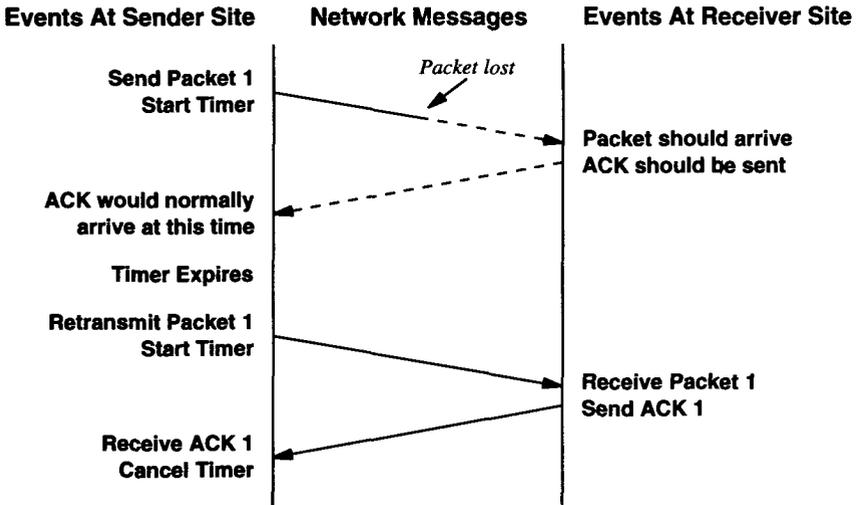 Events At Sender Site
Network Messages
Events At Receiver Site
Send Packet 1
Start Timer
Packet lost
Packet should arrive
ACK should be sent
ACK would normally
arrive at this time
Timer Expires
Retransmit Packet 1
Start Timer
Receive Packet 1
Send ACK 1
Receive ACK 1
Cancel Timer